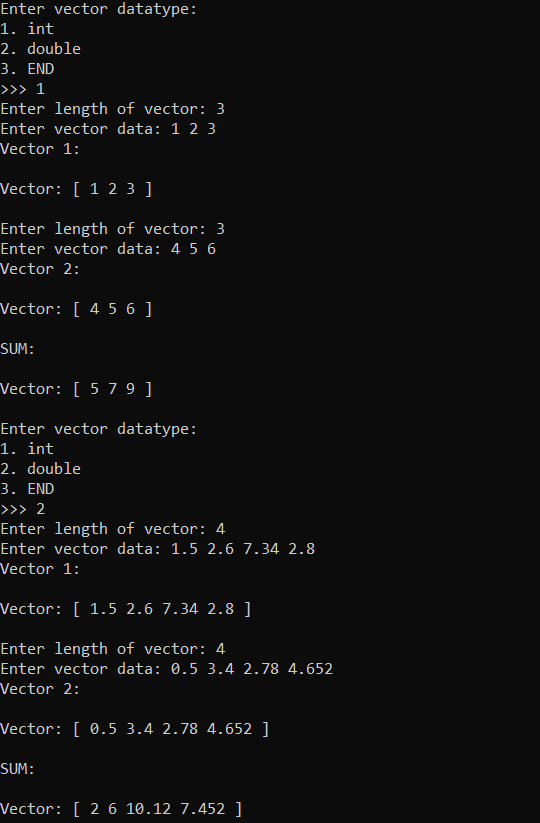 Enter vector datatype:
1. int
2. double
3. END
>>> 1
Enter length of vector: 3
Enter vector data: 1 2 3
Vector 1:
Vector: [ 1 2 3 ]
Enter length of vector: 3
Enter vector data: 4 5 6
Vector 2:
Vector: [ 4 5 6 ]
SUM:
Vector: [ 5 7 9 ]
Enter vector datatype:
1. int
2. double
3. END
>>> 2
Enter length of vector: 4
Enter vector data: 1.5 2.6 7.34 2.8
Vector 1:
Vector: [ 1.5 2.6 7.34 2.8 ]
Enter length of vector: 4
Enter vector data: 0.5 3.4 2.78 4.652
Vector 2:
Vector: [ 0.5 3.4 2.78 4.652 ]
SUM:
Vector: [ 2 6 10.12 7.452 ]